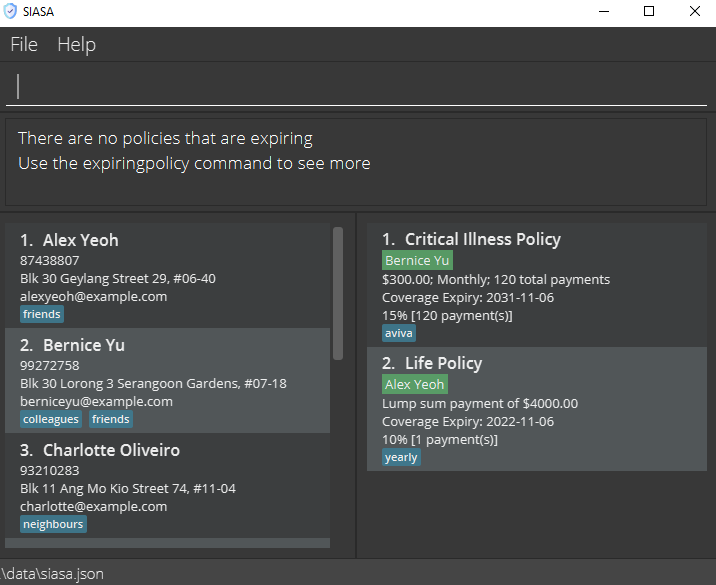 SIASA
File Help
There are no policies that are expiring
Use the expiringpolicy command to see more
1. Alex Yeoh
87438807
Blk 30 Geylang Street 29, #06-40
alexyeoh@example.com
friends
2. Bernice Yu
99272758
Blk 30 Lorong 3 Serangoon Gardens, #07-18
berniceyu@example.com
colleagues friends
3. Charlotte Oliveiro
93210283
Blk 11 Ang Mo Kio Street 74, #11-04
charlotte@example.com
neighbours
1. Critical Illness Policy
Bernice Yu
$300.00; Monthly; 120 total payments
Coverage Expiry: 2031-11-06
15% [120 payment(s)]
aviva
2. Life Policy
Alex Yeoh
Lump sum payment of $4000.00
Coverage Expiry: 2022-11-06
10% [1 payment(s)]
yearly
.\data\siasa.json